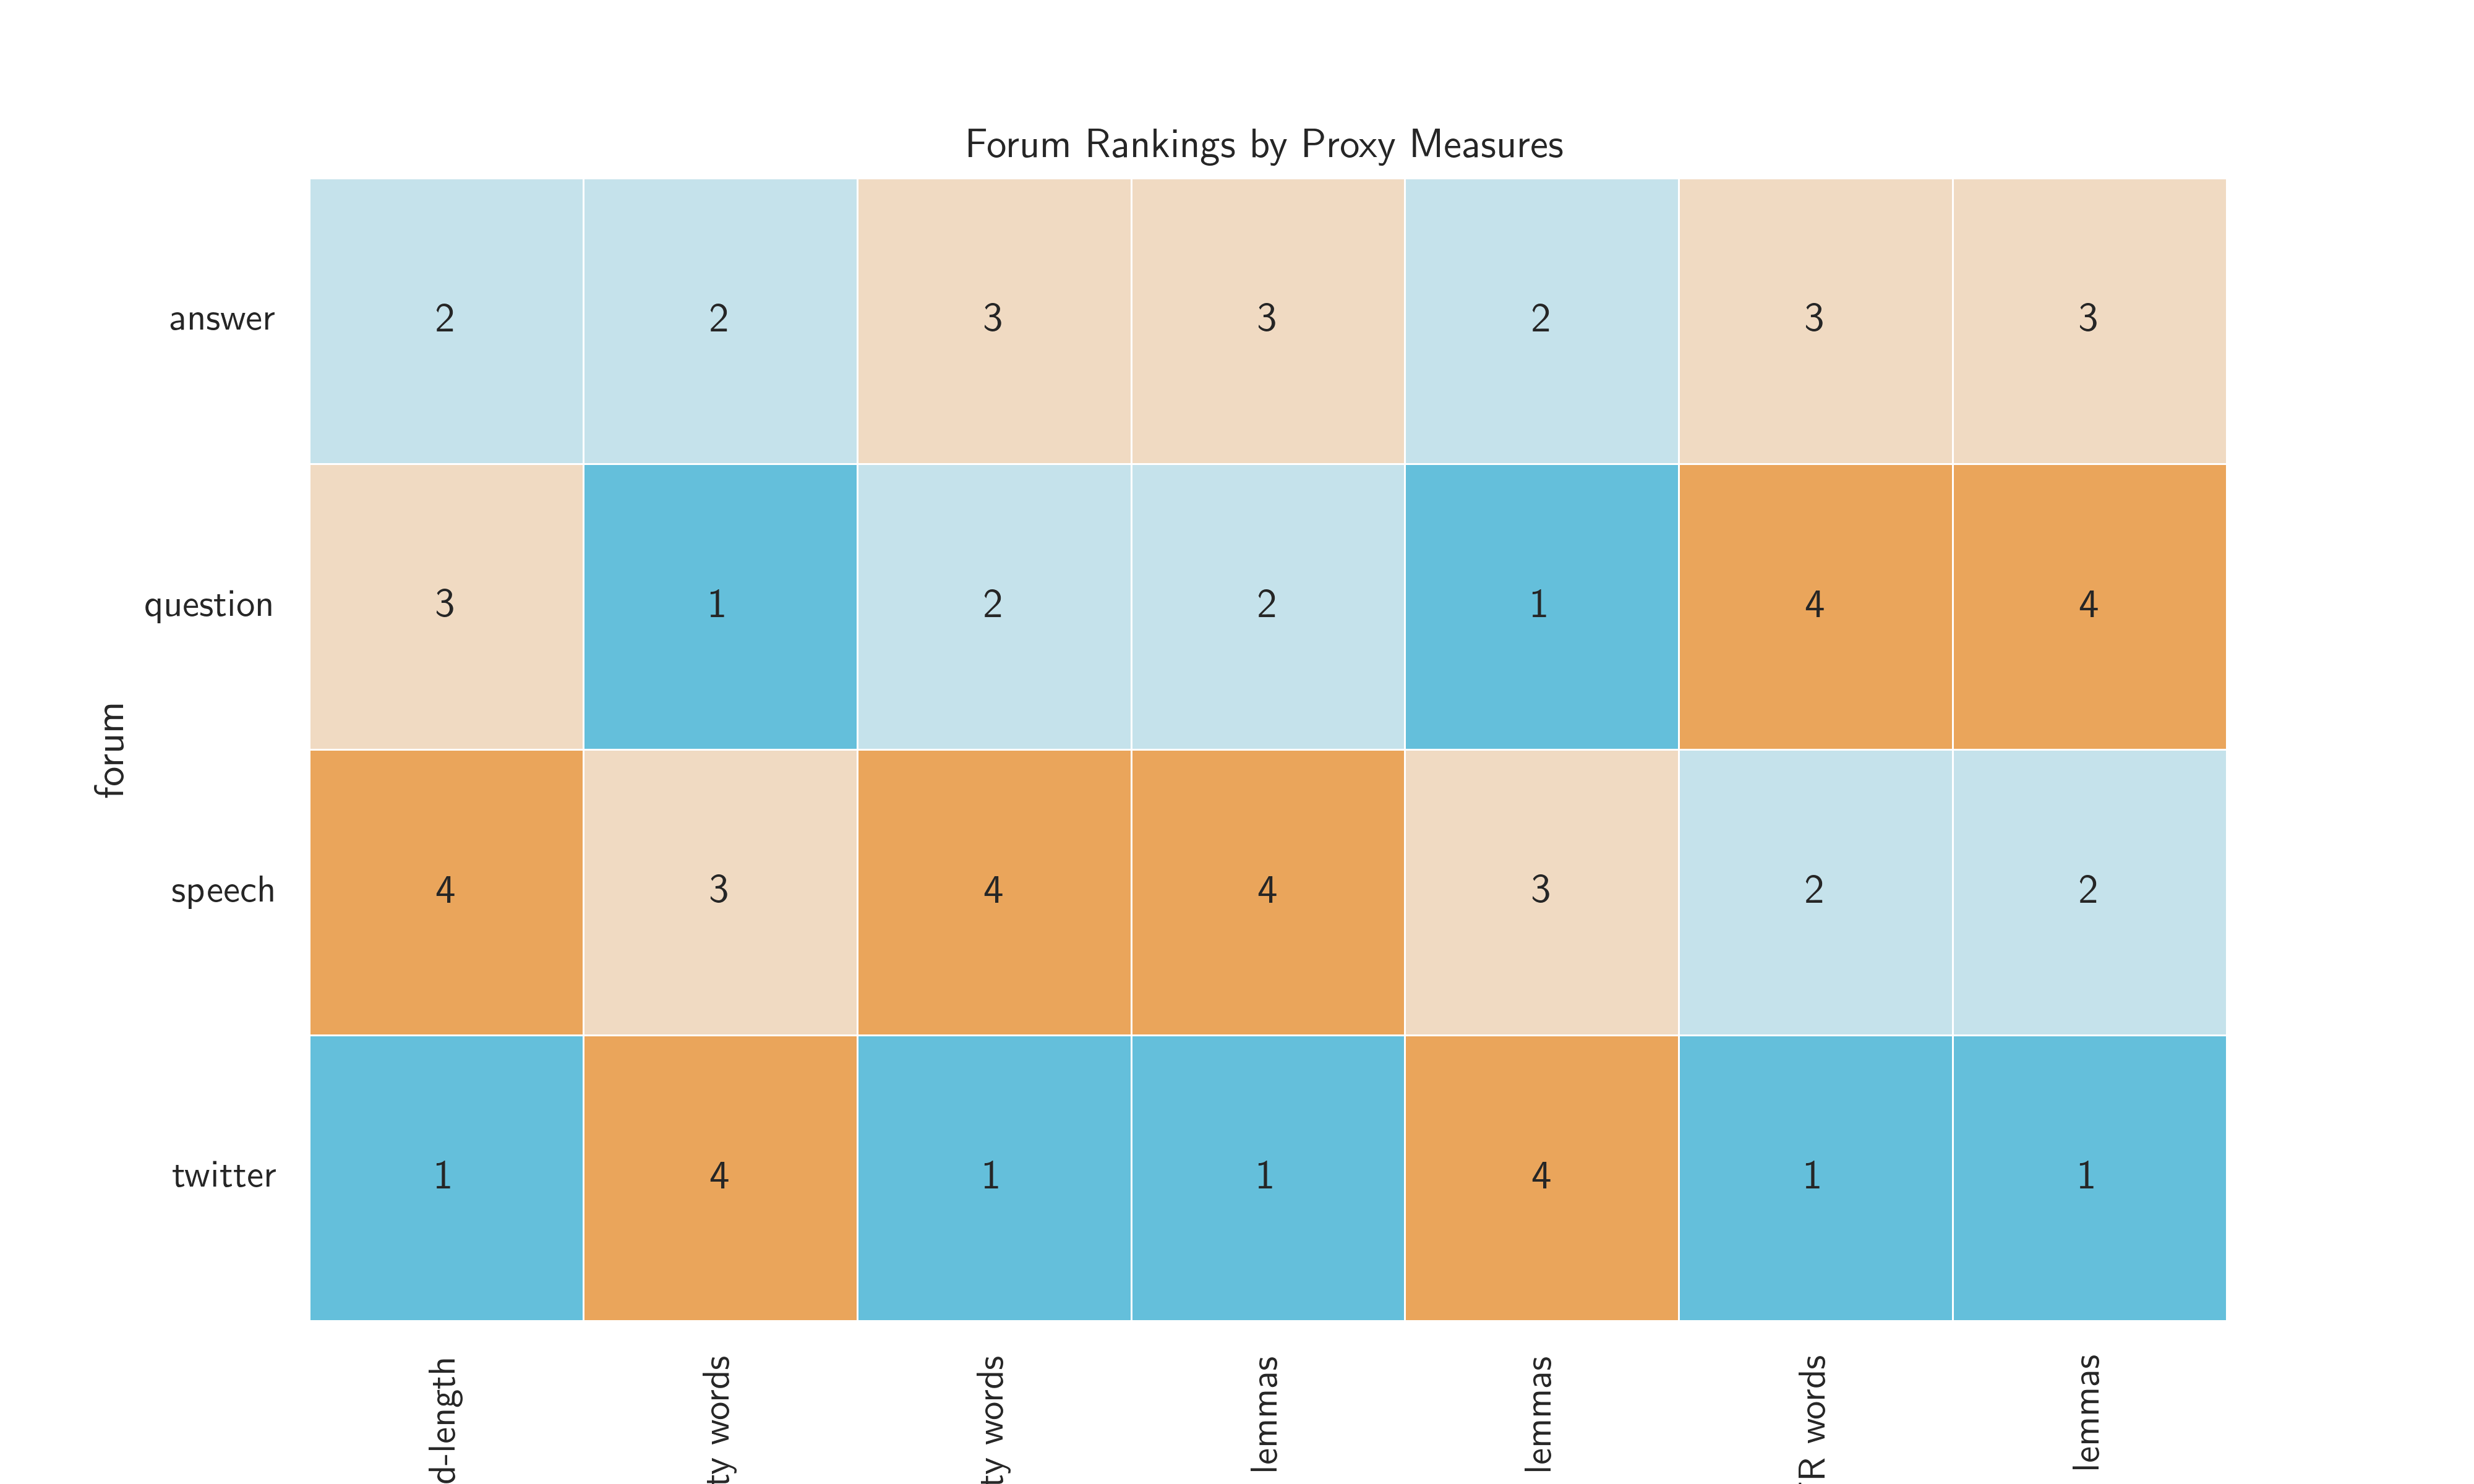 Forum Rankings by Proxy Measures
answer 2 2 3 3 2 3 3
question 3 1 2 2 1 4 4
forum
speech 4 3 4 4 3 2 2
twitter 1 4 1 1 4 1 1
d-length
ty words
ty words
lemmas
lemmas
R words
lemmas